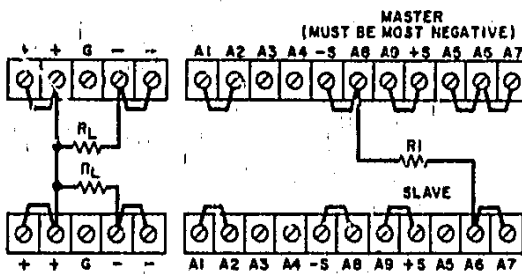 MASTER
(MUST BE MOST NEGATIVE)
+ + G - -
A1 A2 A3 A4 -S A8 A9 +S A5 A6 A7
RL
R1
RL
SLAVE
+ + G - -
A1 A2 A3 A4 -S A8 A9 +S A5 A6 A7